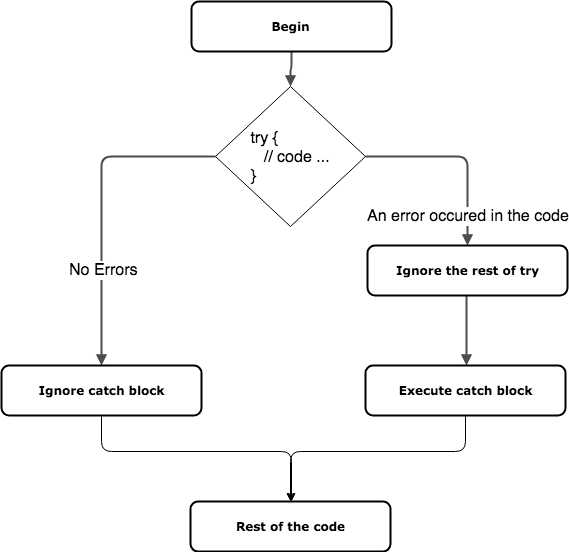 Begin
try {
// code ...
}
An error occured in the code
No Errors
Ignore the rest of try
Ignore catch block
Execute catch block
Rest of the code